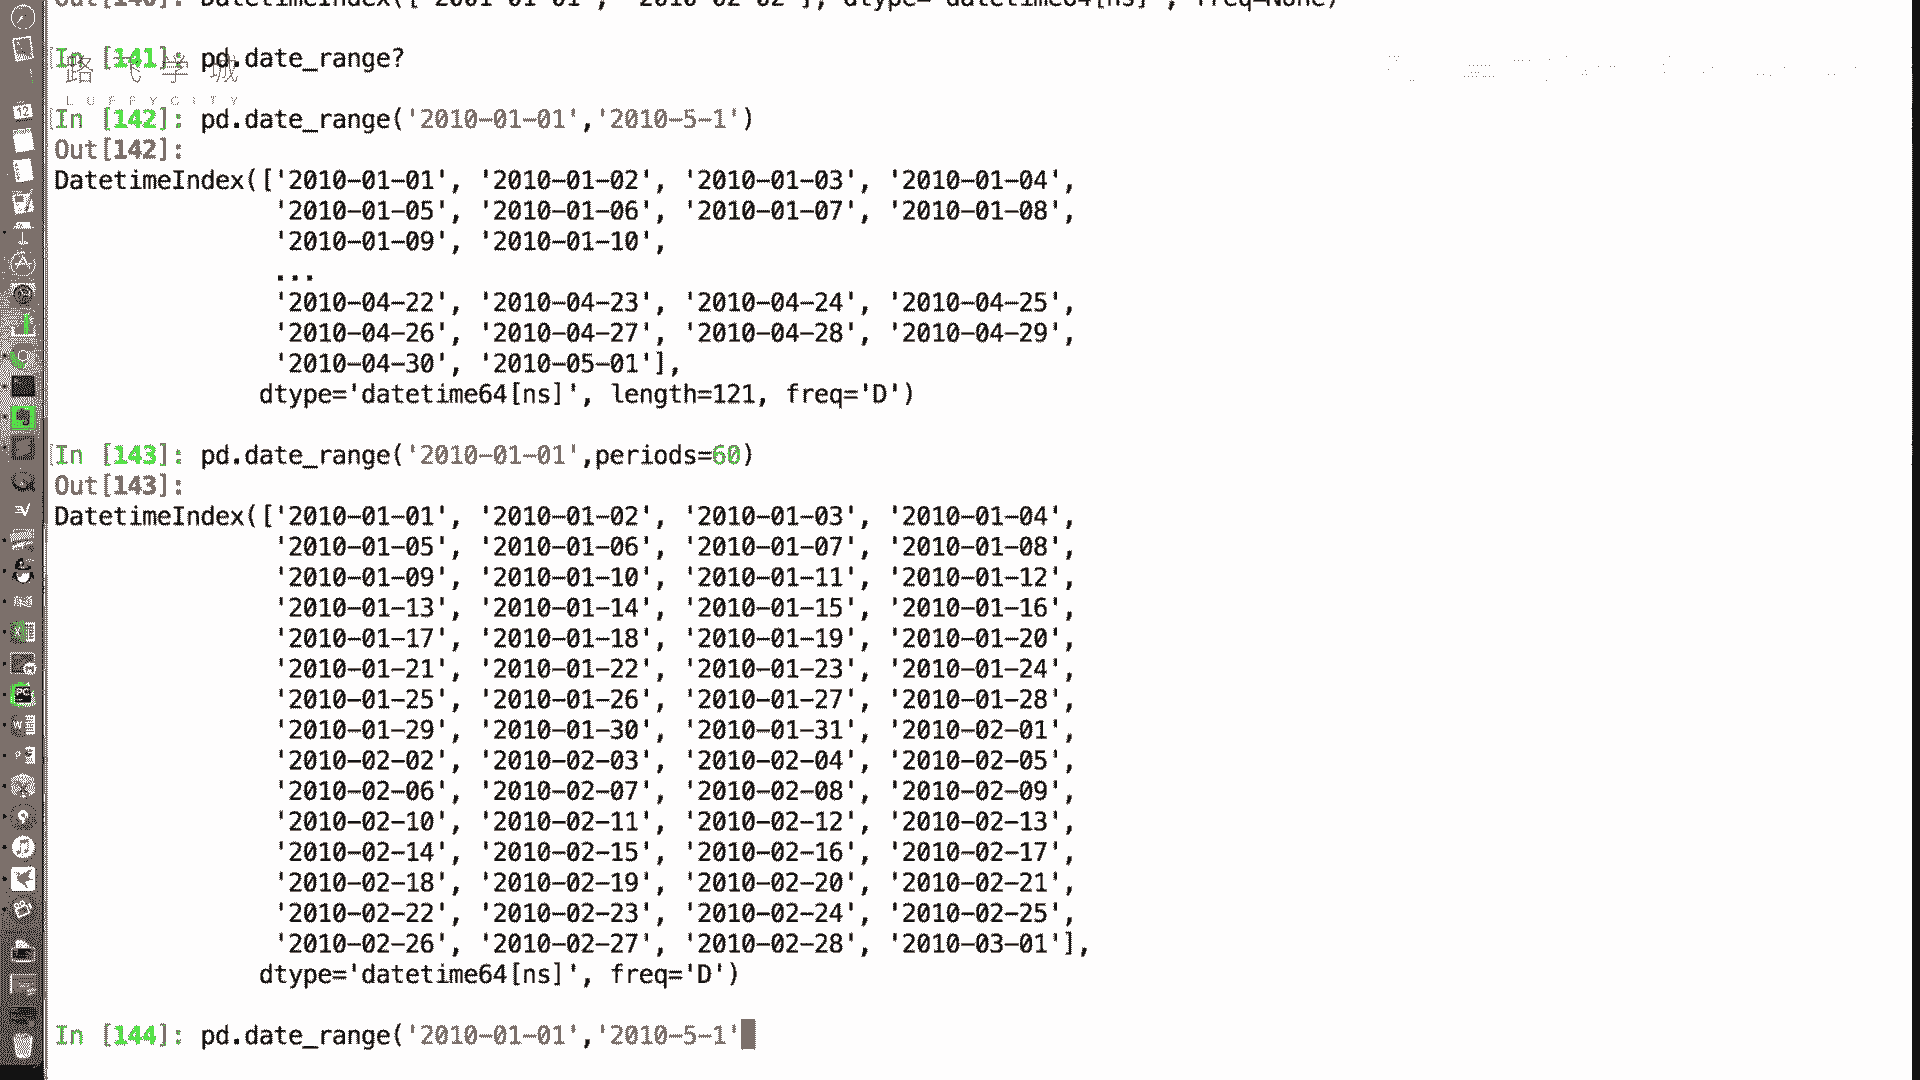 Out[140]: DatetimeIndex(['2001-01-01', '2010-02-02'], dtype='datetime64[ns]', freq=None)
In [141]: pd.date_range?
路飞学城
LUFFYCITY
In [142]: pd.date_range('2010-01-01','2010-5-1')
Out[142]:
DatetimeIndex(['2010-01-01', '2010-01-02', '2010-01-03', '2010-01-04',
'2010-01-05', '2010-01-06', '2010-01-07', '2010-01-08',
'2010-01-09', '2010-01-10',
...
'2010-04-22', '2010-04-23', '2010-04-24', '2010-04-25',
'2010-04-26', '2010-04-27', '2010-04-28', '2010-04-29',
'2010-04-30', '2010-05-01'],
dtype='datetime64[ns]', length=121, freq='D')
In [143]: pd.date_range('2010-01-01',periods=60)
Out[143]:
DatetimeIndex(['2010-01-01', '2010-01-02', '2010-01-03', '2010-01-04',
'2010-01-05', '2010-01-06', '2010-01-07', '2010-01-08',
'2010-01-09', '2010-01-10', '2010-01-11', '2010-01-12',
'2010-01-13', '2010-01-14', '2010-01-15', '2010-01-16',
'2010-01-17', '2010-01-18', '2010-01-19', '2010-01-20',
'2010-01-21', '2010-01-22', '2010-01-23', '2010-01-24',
'2010-01-25', '2010-01-26', '2010-01-27', '2010-01-28',
'2010-01-29', '2010-01-30', '2010-01-31', '2010-02-01',
'2010-02-02', '2010-02-03', '2010-02-04', '2010-02-05',
'2010-02-06', '2010-02-07', '2010-02-08', '2010-02-09',
'2010-02-10', '2010-02-11', '2010-02-12', '2010-02-13',
'2010-02-14', '2010-02-15', '2010-02-16', '2010-02-17',
'2010-02-18', '2010-02-19', '2010-02-20', '2010-02-21',
'2010-02-22', '2010-02-23', '2010-02-24', '2010-02-25',
'2010-02-26', '2010-02-27', '2010-02-28', '2010-03-01'],
dtype='datetime64[ns]', freq='D')
In [144]: pd.date_range('2010-01-01','2010-5-1'